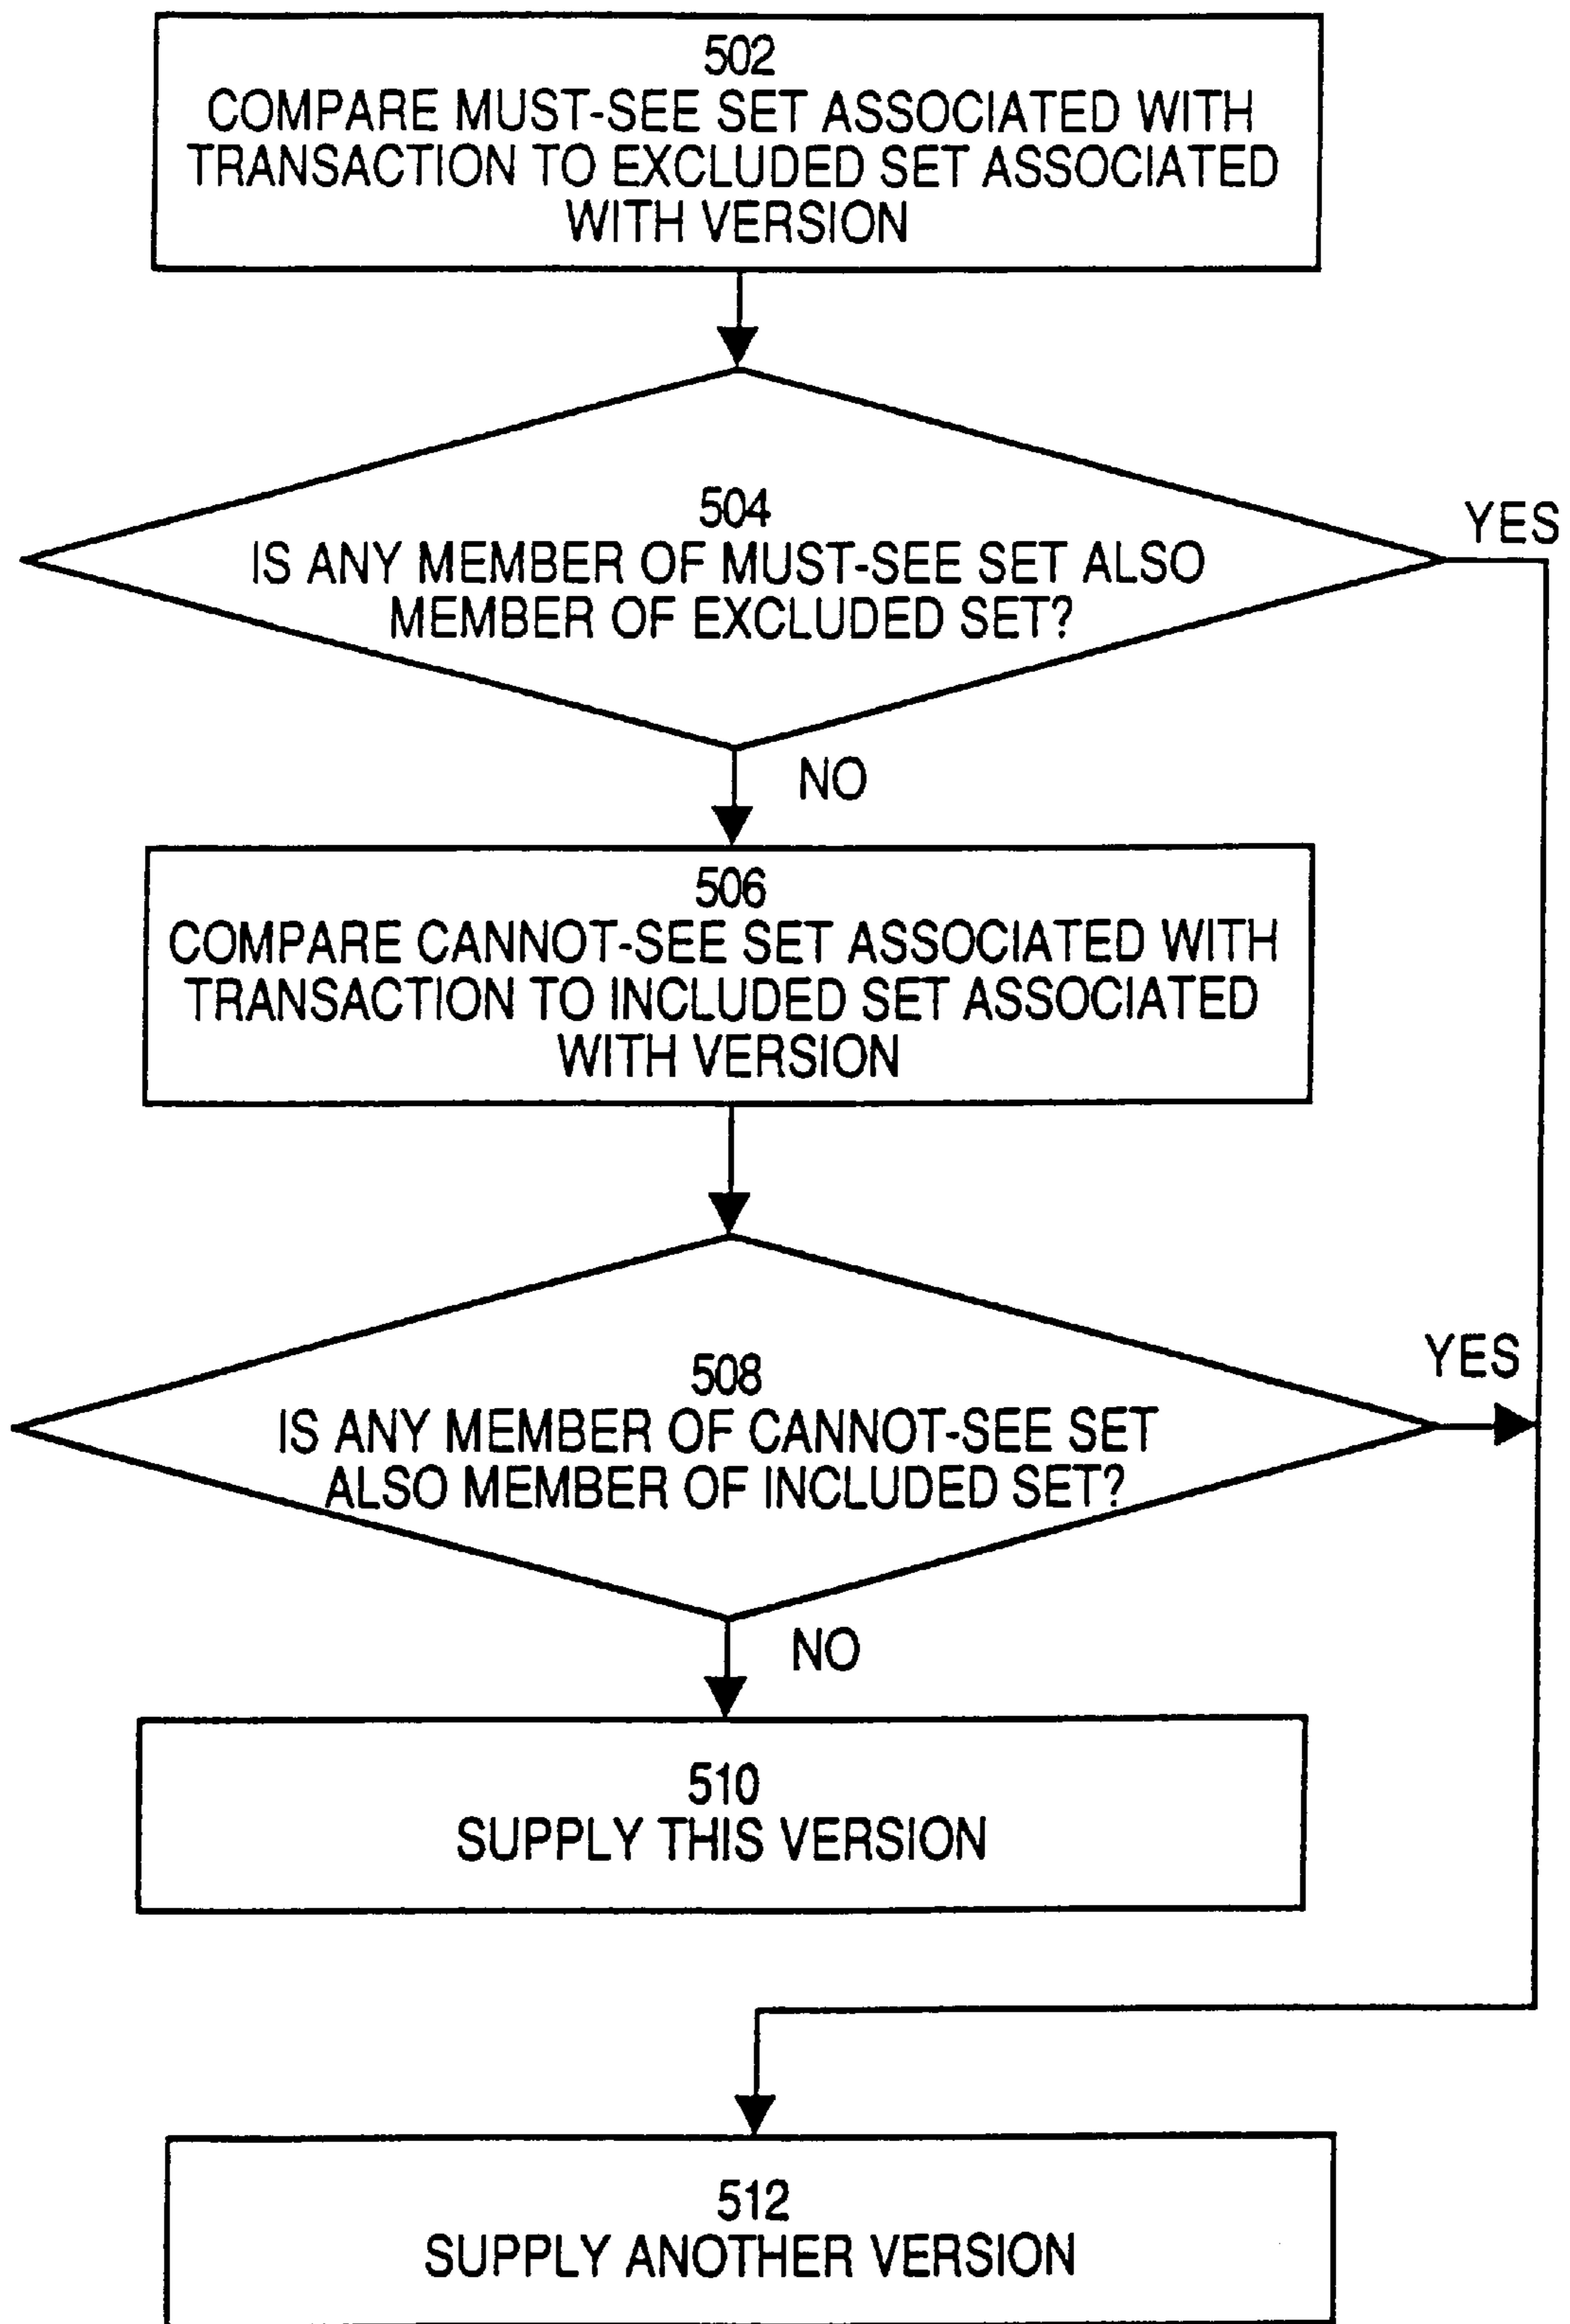 502
COMPARE MUST-SEE SET ASSOCIATED WITH
TRANSACTION TO EXCLUDED SET ASSOCIATED
WITH VERSION
504
IS ANY MEMBER OF MUST-SEE SET ALSO
MEMBER OF EXCLUDED SET?
YES
NO
506
COMPARE CANNOT-SEE SET ASSOCIATED WITH
TRANSACTION TO INCLUDED SET ASSOCIATED
WITH VERSION
508
IS ANY MEMBER OF CANNOT-SEE SET
ALSO MEMBER OF INCLUDED SET?
YES
NO
510
SUPPLY THIS VERSION
512
SUPPLY ANOTHER VERSION